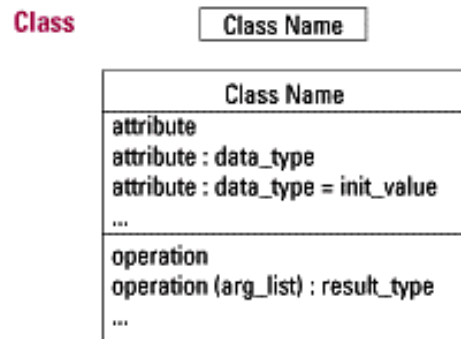 Class
Class Name
Class Name
attribute
attribute : data_type
attribute : data_type = init_value
...
operation
operation (arg_list) : result_type
...